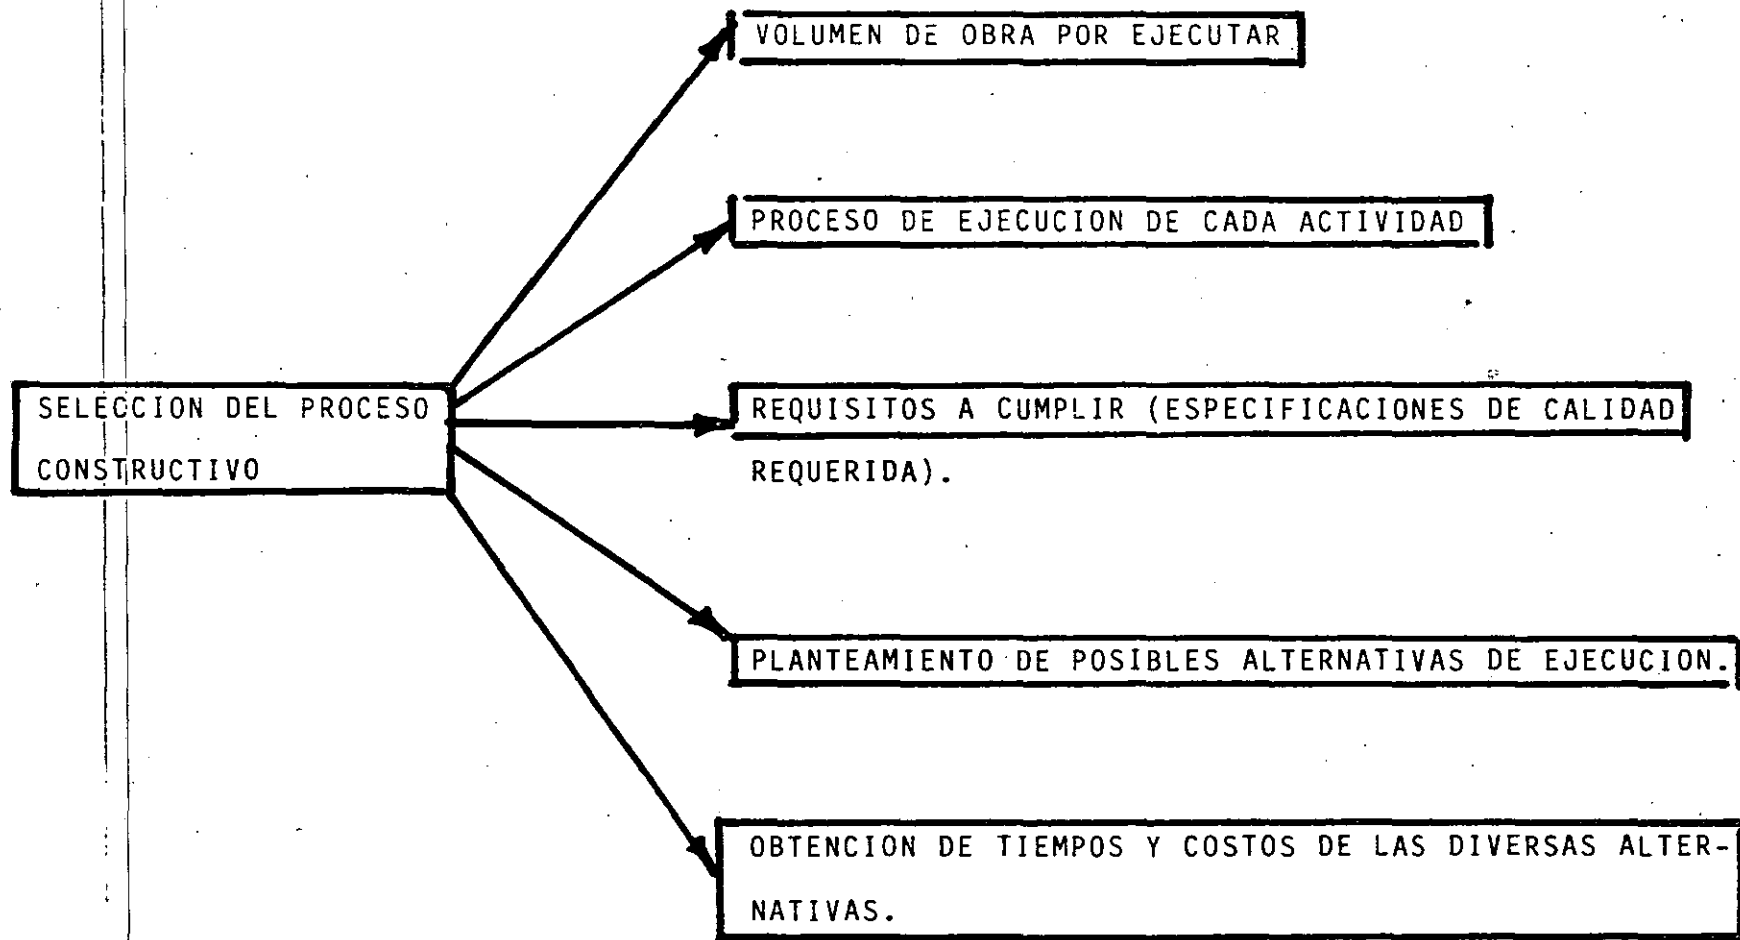 VOLUMEN DE OBRA POR EJECUTAR
PROCESO DE EJECUCION DE CADA ACTIVIDAD
SELECCION DEL PROCESO
CONSTRUCTIVO
REQUISITOS A CUMPLIR (ESPECIFICACIONES DE CALIDAD
REQUERIDA).
PLANTEAMIENTO DE POSIBLES ALTERNATIVAS DE EJECUCION.
OBTENCION DE TIEMPOS Y COSTOS DE LAS DIVERSAS ALTER-
NATIVAS.